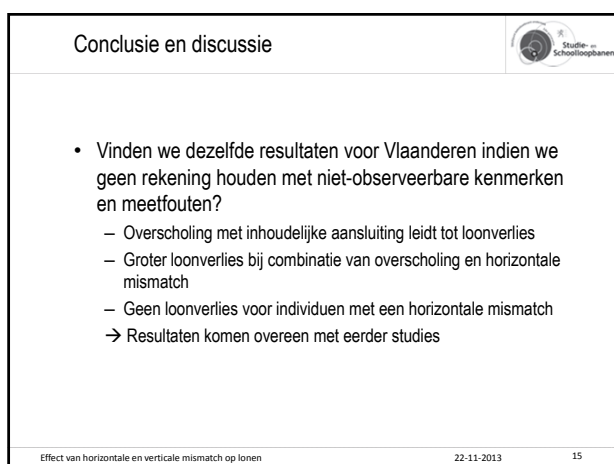 Conclusie en discussie
Studie- en
Schoolloopbanen
• Vinden we dezelfde resultaten voor Vlaanderen indien we
geen rekening houden met niet-observeerbare kenmerken
en meetfouten?
– Overscholing met inhoudelijke aansluiting leidt tot loonverlies
– Groter loonverlies bij combinatie van overscholing en horizontale
mismatch
– Geen loonverlies voor individuen met een horizontale mismatch
→ Resultaten komen overeen met eerder studies
Effect van horizontale en verticale mismatch op lonen 22-11-2013 15